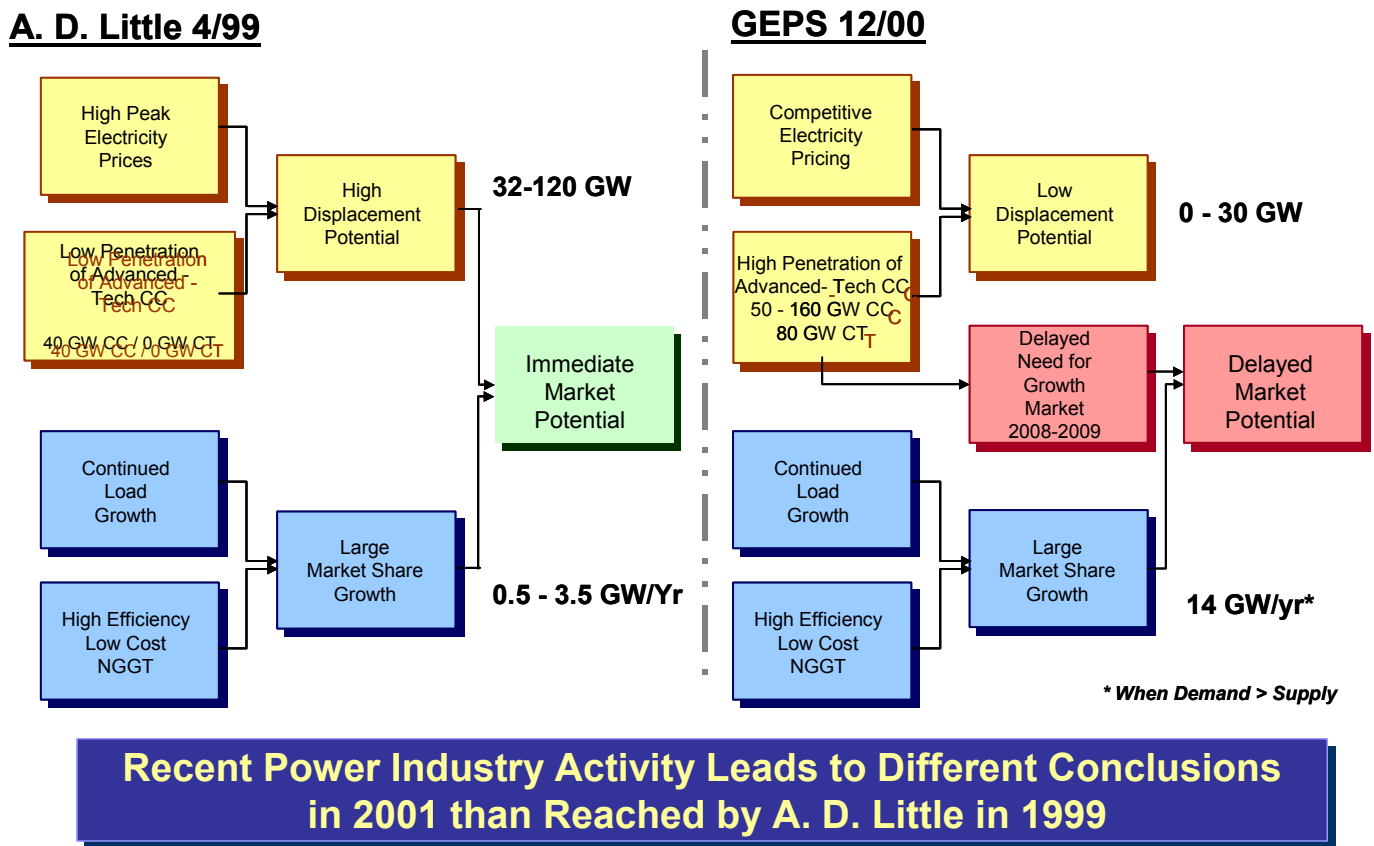 A. D. Little 4/99
High Peak
Electricity
Prices
High
Displacement
Potential
32-120 GW
Low Penetration
of Advanced -
Tech CC
40 GW CC / 0 GW CT
Immediate
Market
Potential
Continued
Load
Growth
Large
Market Share
Growth
0.5 - 3.5 GW/Yr
High Efficiency
Low Cost
NGGT
GEPS 12/00
Competitive
Electricity
Pricing
Low
Displacement
Potential
0 - 30 GW
High Penetration of
Advanced- Tech CC
50 - 160 GW CC
80 GW CT
Delayed
Need for
Growth
Market
2008-2009
Delayed
Market
Potential
Continued
Load
Growth
Large
Market Share
Growth
14 GW/yr*
High Efficiency
Low Cost
NGGT
* When Demand > Supply
Recent Power Industry Activity Leads to Different Conclusions
in 2001 than Reached by A. D. Little in 1999